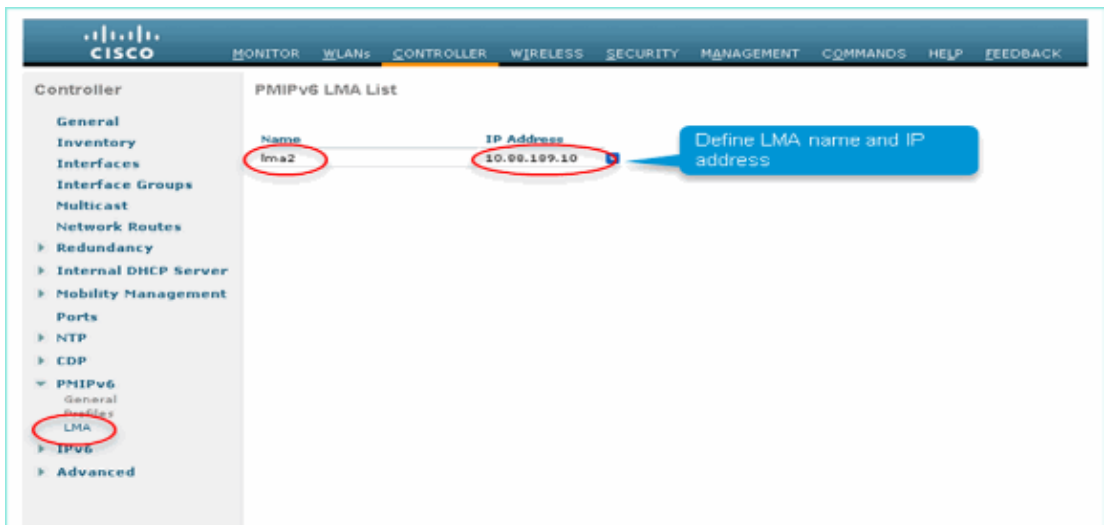 CISCO
MONITOR WLANs CONTROLLER WIRELESS SECURITY MANAGEMENT COMMANDS HELP FEEDBACK
Controller
General
Inventory
Interfaces
Interface Groups
Multicast
Network Routes
Redundancy
Internal DHCP Server
Mobility Management
Ports
NTP
CDP
PMIPv6
General
Profiles
LMA
IPv6
Advanced
PMIPv6 LMA List
Name IP Address
lma2
Define LMA name and IP
address